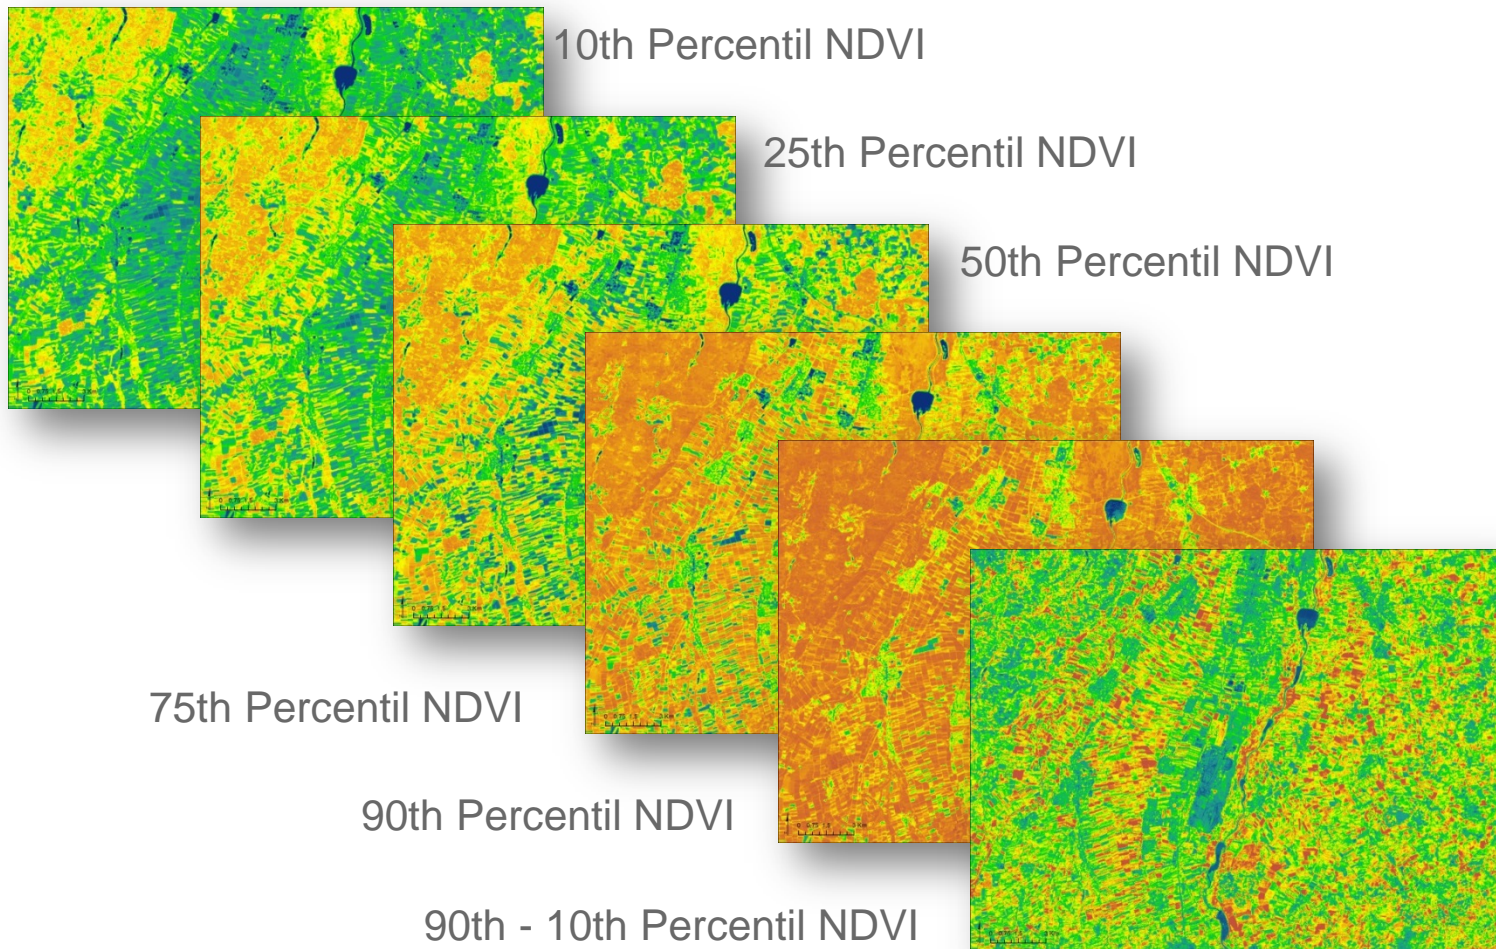 10th Percentil NDVI
25th Percentil NDVI
50th Percentil NDVI
75th Percentil NDVI
90th Percentil NDVI
90th - 10th Percentil NDVI